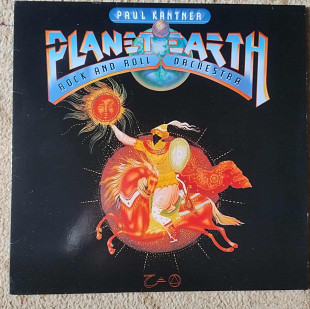 PAUL KANTNER
PLANET EARTH
ROCK AND ROLL ORCHESTRA